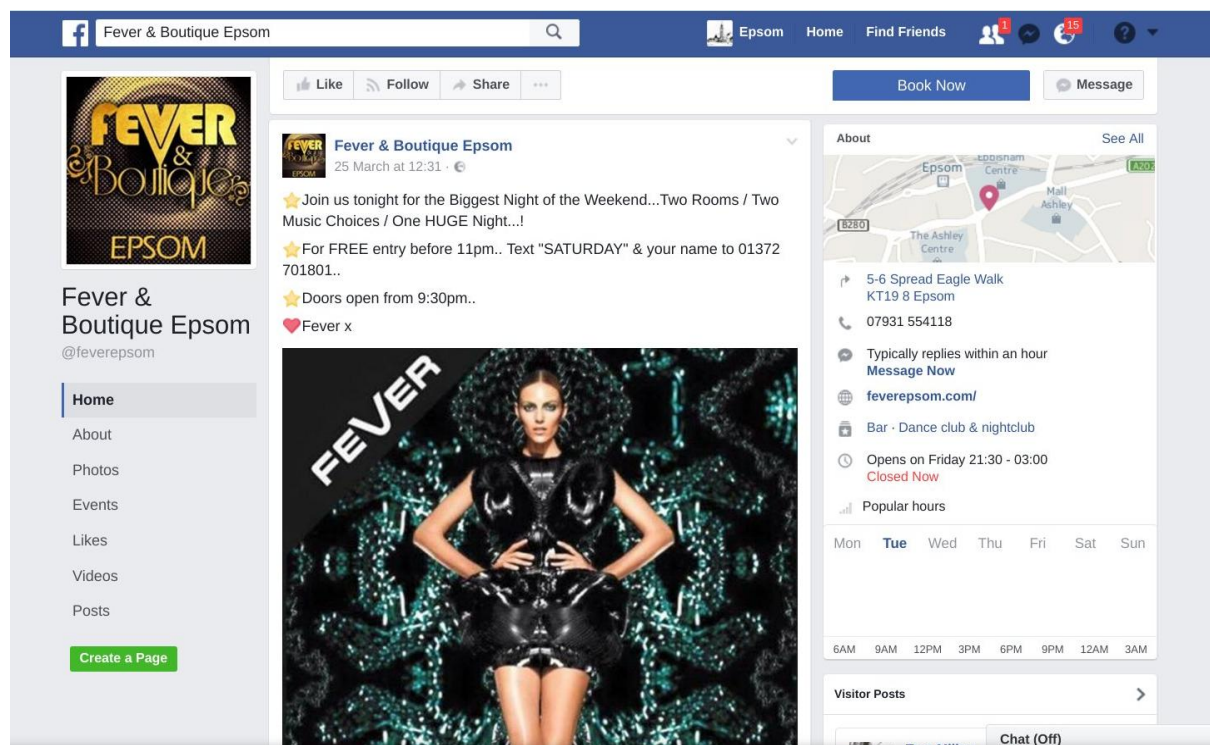 Fever & Boutique Epsom
Epsom
Home
Find Friends
1
15
?
FEVER
&
Boutique
EPSOM
Fever &
Boutique Epsom
@feverepsom
Home
About
Photos
Events
Likes
Videos
Posts
Create a Page
Like
Follow
Share
...
Book Now
Message
FEVER
EPSOM
Fever & Boutique Epsom
25 March at 12:31 ·
Join us tonight for the Biggest Night of the Weekend...Two Rooms / Two
Music Choices / One HUGE Night...!
For FREE entry before 11pm.. Text "SATURDAY" & your name to 01372
701801..
Doors open from 9:30pm..
Fever x
FEVER
About
See All
Epsom
Ebbisham
Centre
A202
Mall
Ashley
B280
The Ashley
Centre
5-6 Spread Eagle Walk
KT19 8 Epsom
07931 554118
Typically replies within an hour
Message Now
feverepsom.com/
Bar · Dance club & nightclub
Opens on Friday 21:30 - 03:00
Closed Now
Popular hours
Mon Tue Wed Thu Fri Sat Sun
6AM 9AM 12PM 3PM 6PM 9PM 12AM 3AM
Visitor Posts
Chat (Off)